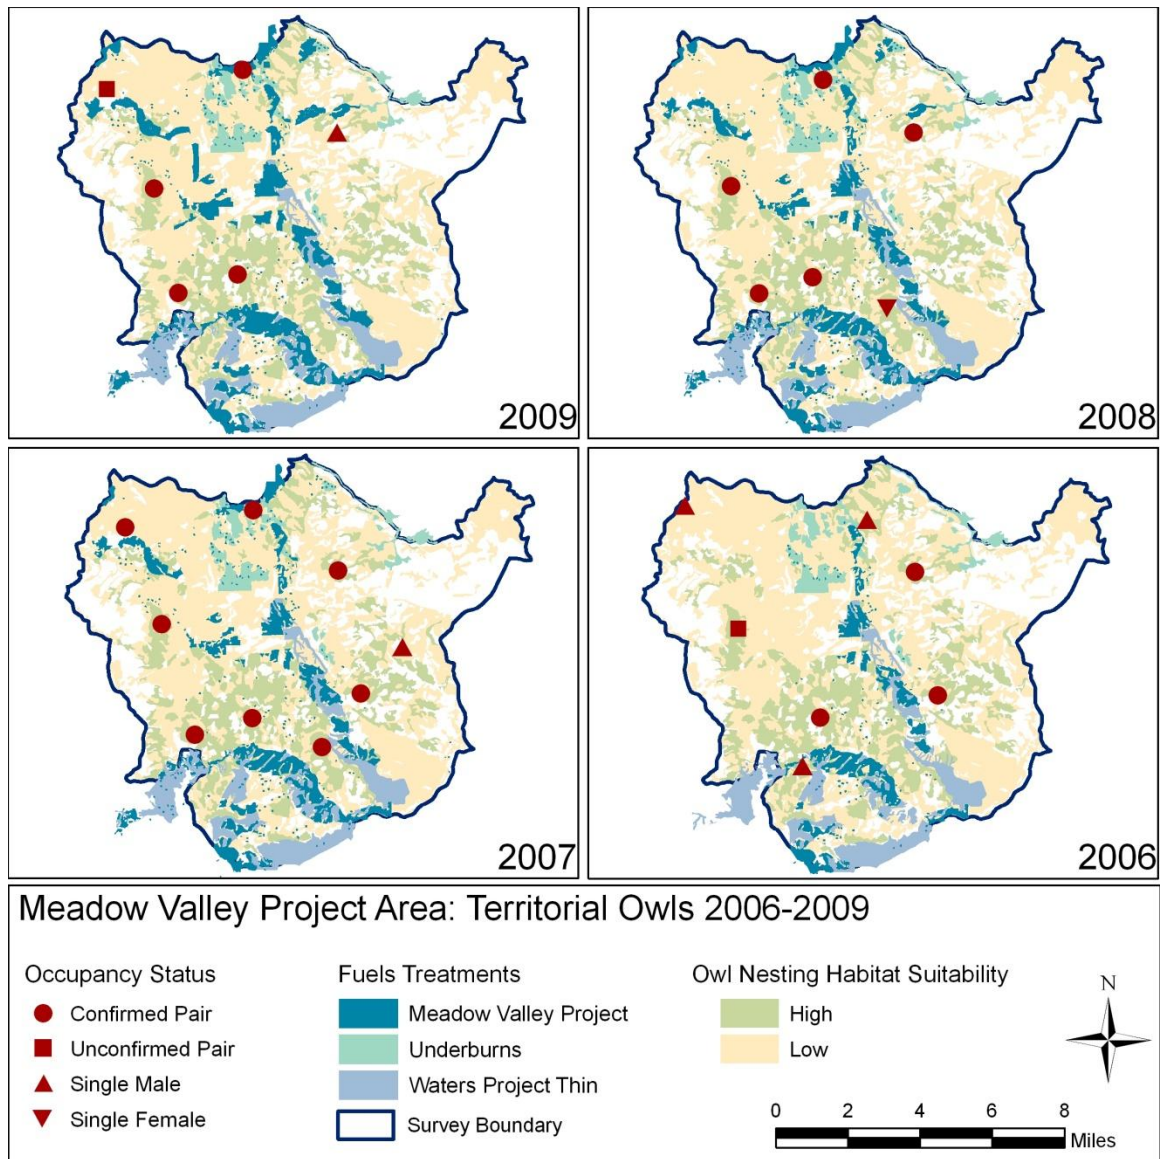 2009
2008
2007
2006
Meadow Valley Project Area: Territorial Owls 2006-2009
Occupancy Status
Confirmed Pair
Unconfirmed Pair
Single Male
Single Female
Fuels Treatments
Meadow Valley Project
Underburns
Waters Project Thin
Survey Boundary
Owl Nesting Habitat Suitability
High
Low
N
0 2 4 6 8
Miles